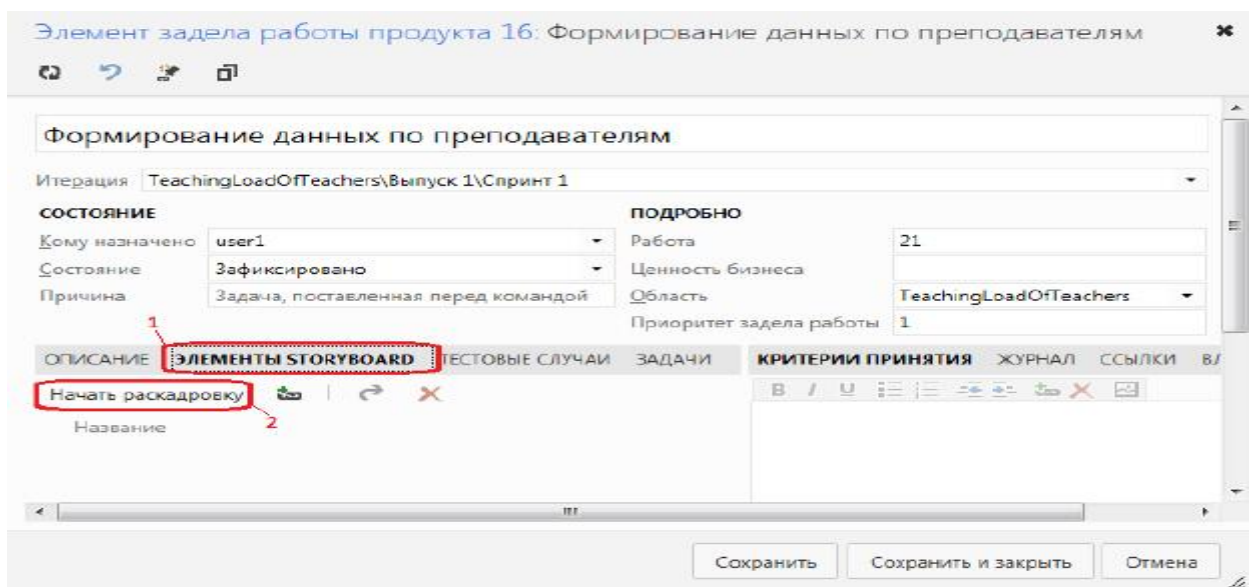 Элемент задела работы продукта 16: Формирование данных по преподавателям
Формирование данных по преподавателям
Итерация TeachingLoadOfTeachers\Выпуск 1\Спринт 1
СОСТОЯНИЕ
ПОДРОБНО
Кому назначено user1
Работа 21
Состояние Зафиксировано
Ценность бизнеса
Причина Задача, поставленная перед командой
Область TeachingLoadOfTeachers
Приоритет задела работы 1
1
ОПИСАНИЕ ЭЛЕМЕНТЫ STORYBOARD ТЕСТОВЫЕ СЛУЧАИ ЗАДАЧИ
КРИТЕРИИ ПРИНЯТИЯ ЖУРНАЛ ССЫЛКИ ВЛ
Начать раскадровку
B I U
2
Название
Сохранить Сохранить и закрыть Отмена